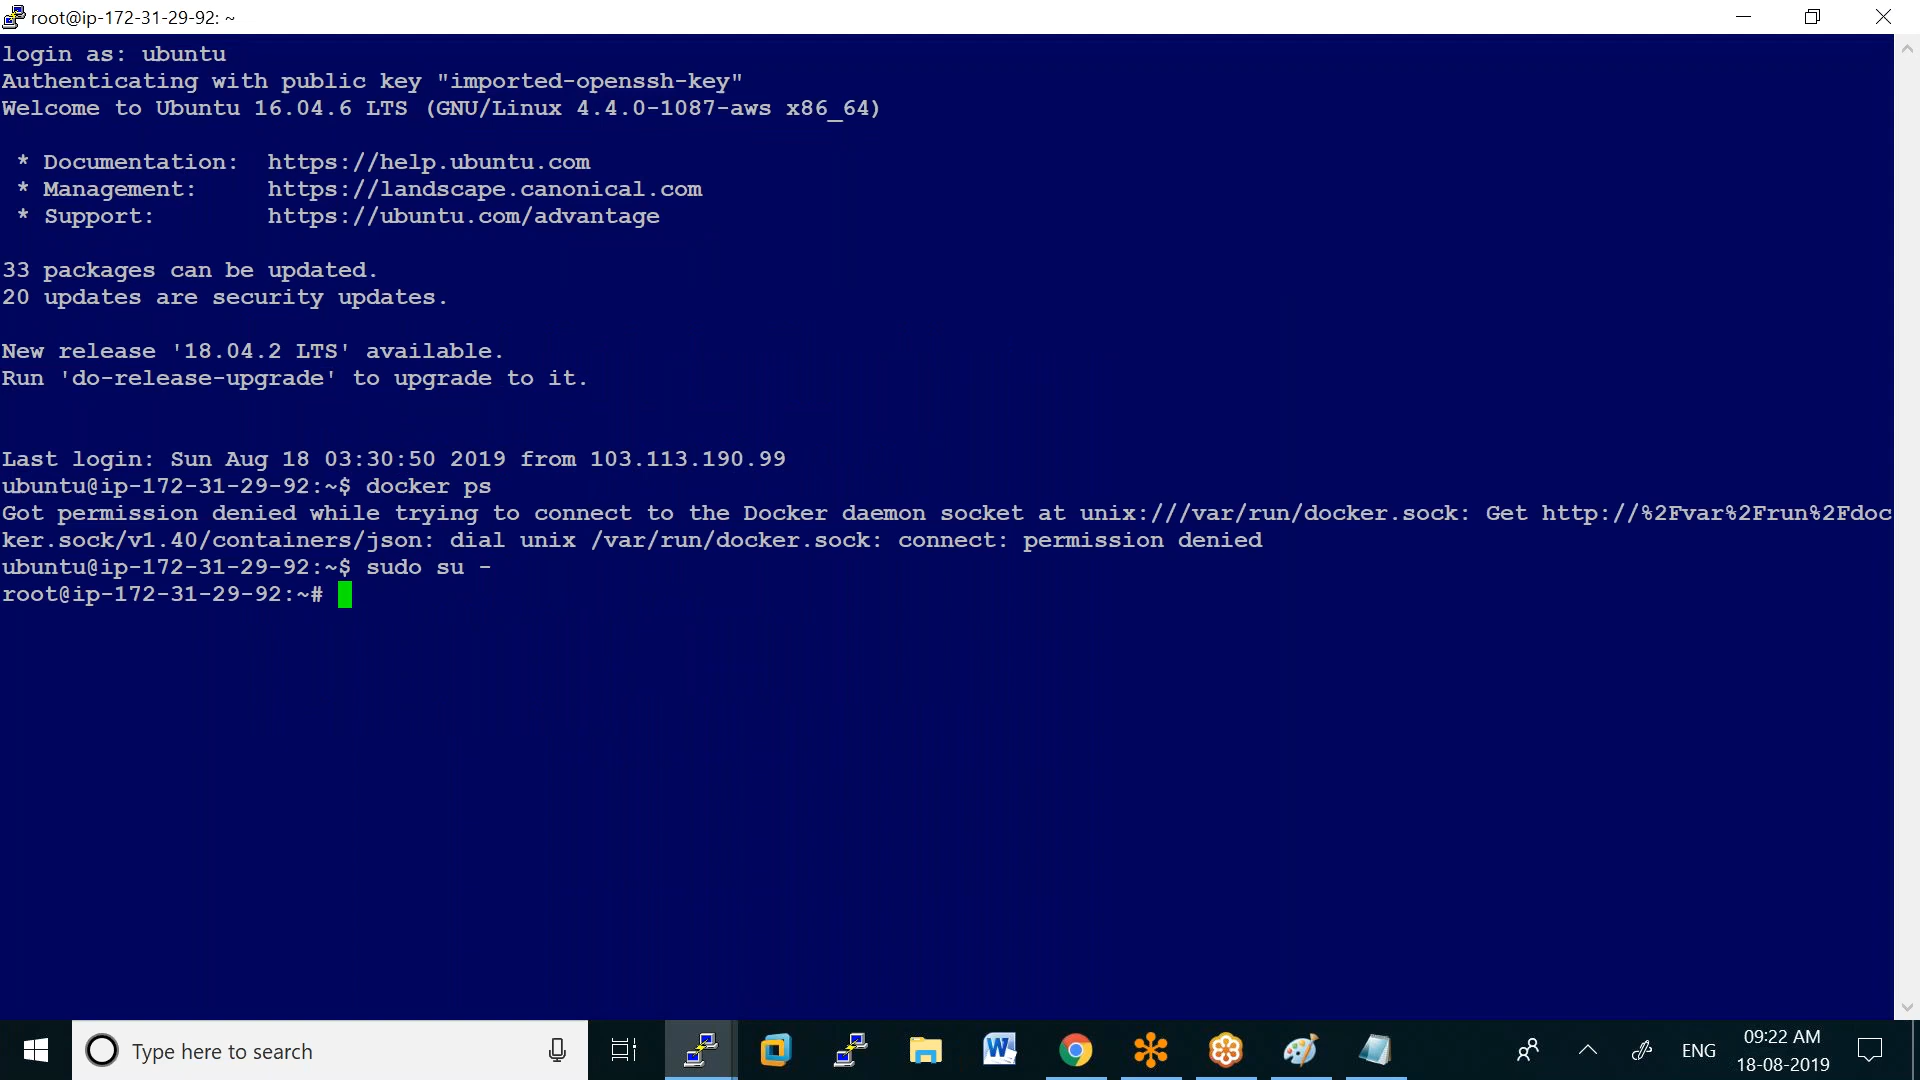 root@ip-172-31-29-92: ~
login as: ubuntu
Authenticating with public key "imported-openssh-key"
Welcome to Ubuntu 16.04.6 LTS (GNU/Linux 4.4.0-1087-aws x86_64)
* Documentation:  https://help.ubuntu.com
* Management:     https://landscape.canonical.com
* Support:        https://ubuntu.com/advantage
33 packages can be updated.
20 updates are security updates.
New release '18.04.2 LTS' available.
Run 'do-release-upgrade' to upgrade to it.
Last login: Sun Aug 18 03:30:50 2019 from 103.113.190.99
ubuntu@ip-172-31-29-92:~$ docker ps
Got permission denied while trying to connect to the Docker daemon socket at unix:///var/run/docker.sock: Get http://%2Fvar%2Frun%2Fdoc
ker.sock/v1.40/containers/json: dial unix /var/run/docker.sock: connect: permission denied
ubuntu@ip-172-31-29-92:~$ sudo su -
root@ip-172-31-29-92:~#
Type here to search
W
ENG
09:22 AM
18-08-2019